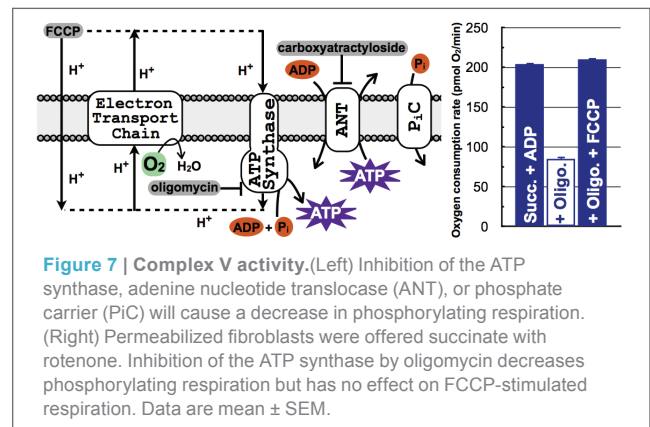 FCCP
H+
H+
H+
H+
carboxyatractyloside
ADP
Pi
Electron
Transport
Chain
ATP
Synthase
ANT
PiC
O2
H2O
H+
H+
oligomycin
H+
ATP
ATP
ADP + Pi
Oxygen consumption rate (pmol O2/min)
250
200
150
100
50
0
Succ. + ADP
+ Oligo.
+ Oligo. + FCCP
Figure 7 | Complex V activity.(Left) Inhibition of the ATP
synthase, adenine nucleotide translocase (ANT), or phosphate
carrier (PiC) will cause a decrease in phosphorylating respiration.
(Right) Permeabilized fibroblasts were offered succinate with
rotenone. Inhibition of the ATP synthase by oligomycin decreases
phosphorylating respiration but has no effect on FCCP-stimulated
respiration. Data are mean ± SEM.